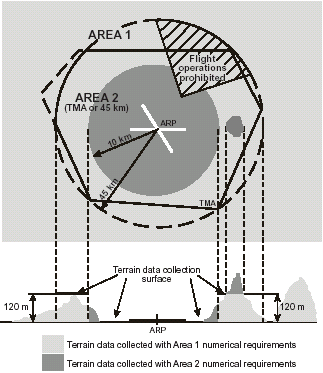 AREA 1
Flight
operations
prohibited
AREA 2
(TMA or 45 km)
ARP
10 km
45 km
TMA
Terrain data collection
surface
120 m
120 m
ARP
Terrain data collected with Area 1 numerical requirements
Terrain data collected with Area 2 numerical requirements